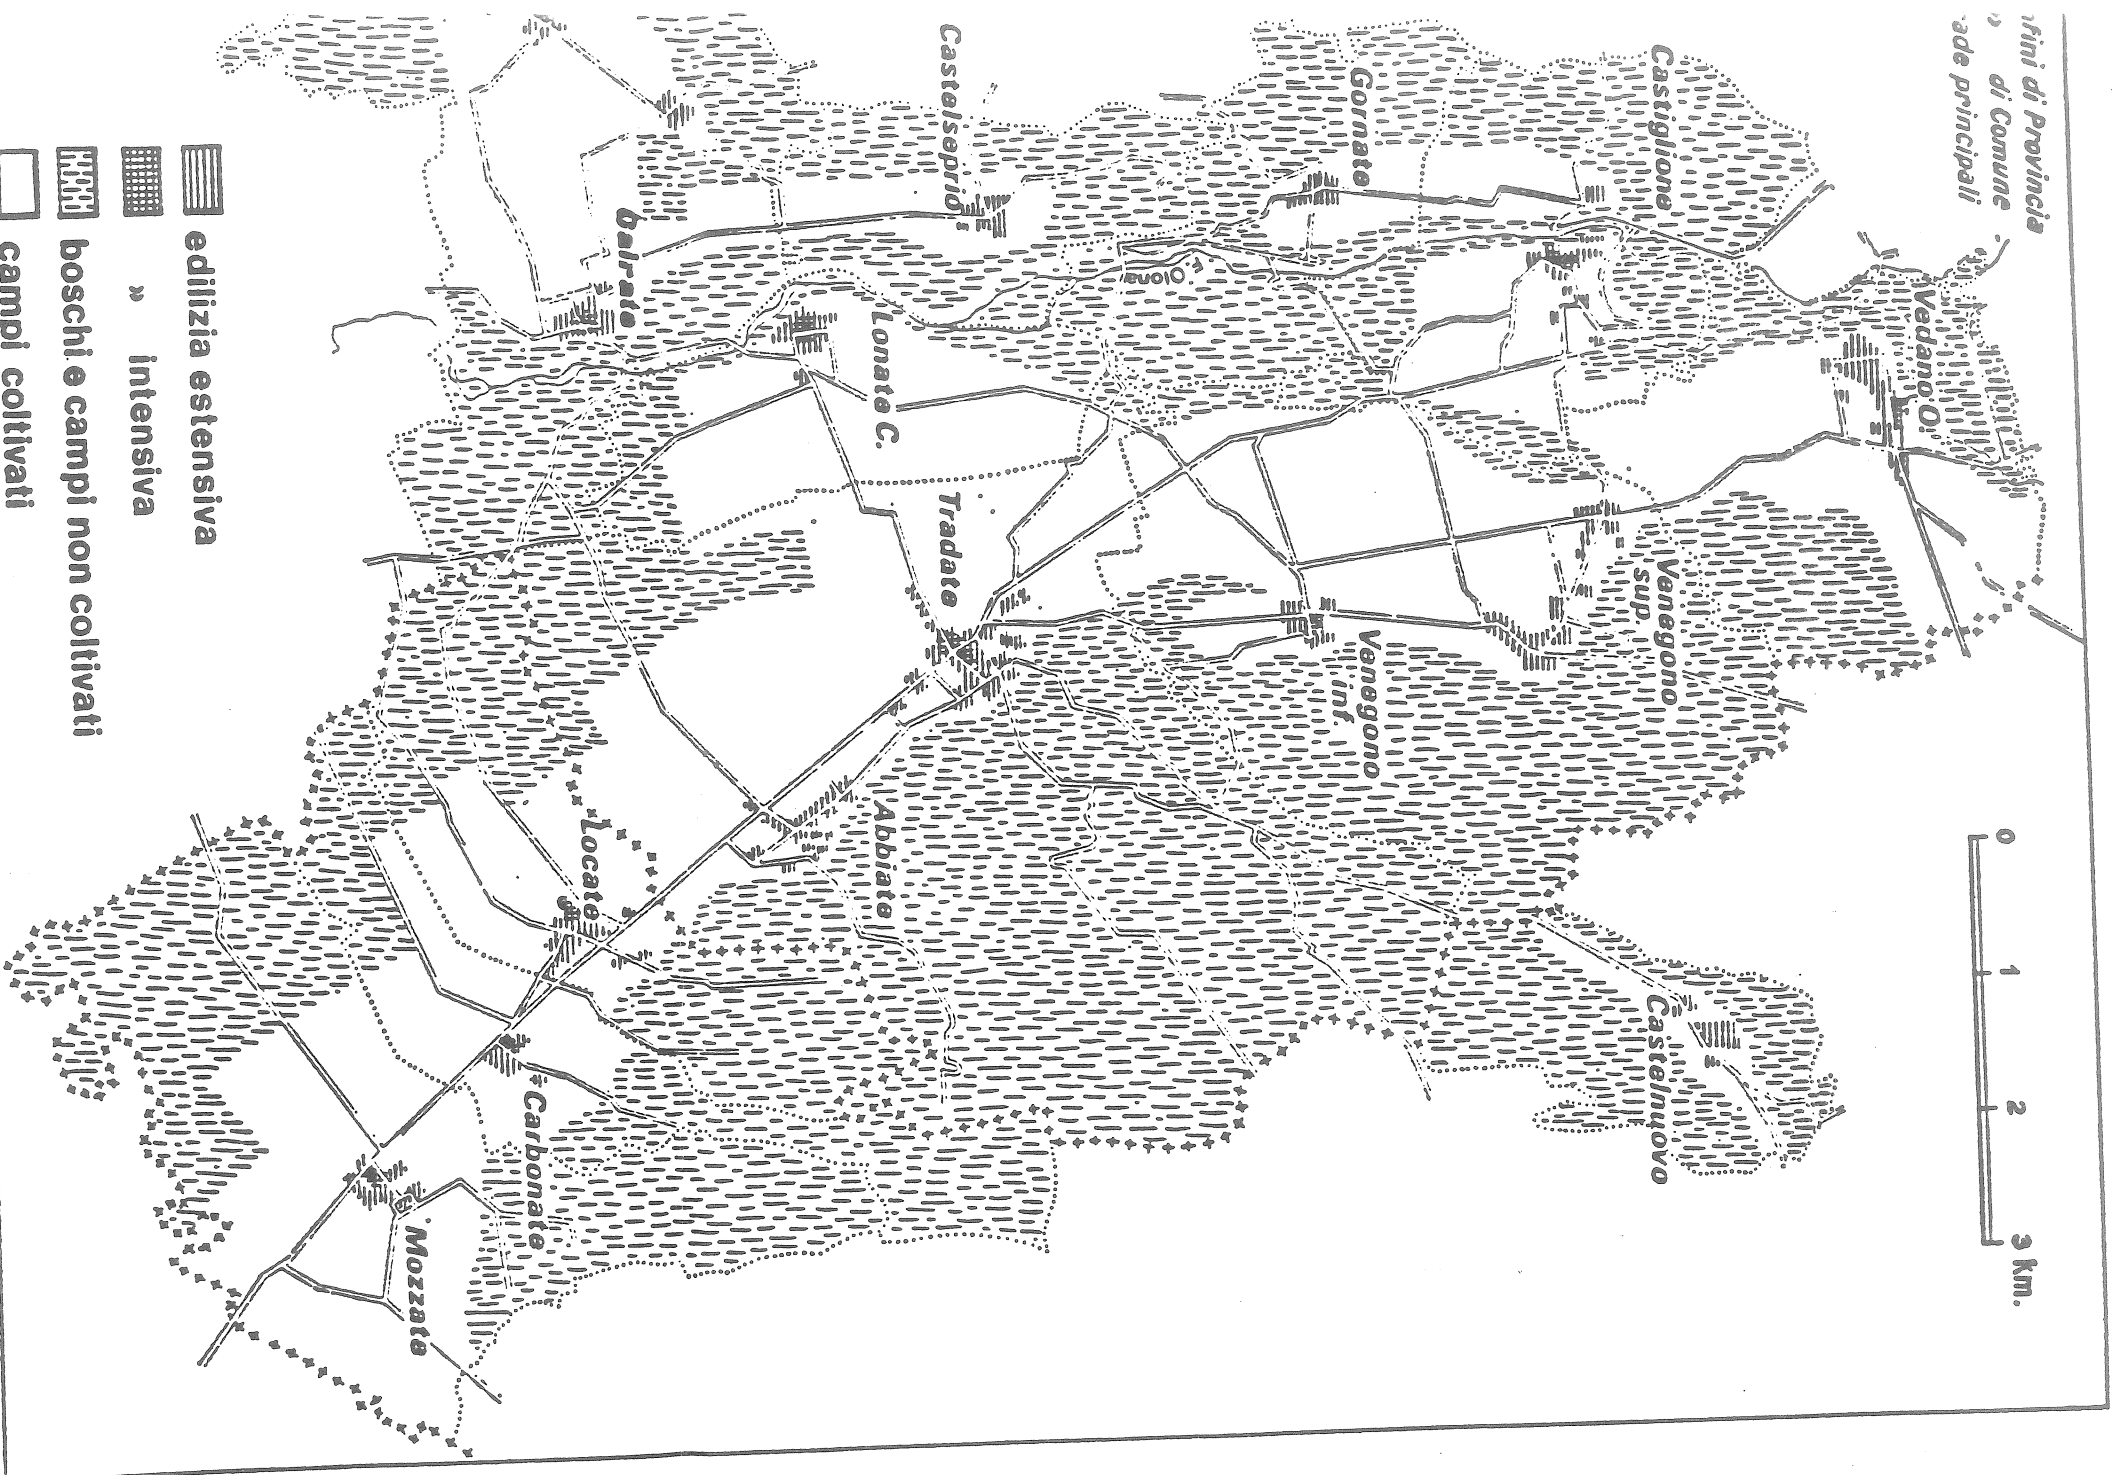 fini di Provincia
» di Comune
ade principali
Castiglione
Gornate
Castelseprio
Vedano O.
F. Olona
Lonate C.
Cairate
Venegono
sup
Venegono
inf.
Tradate
Abbiate
Locate
Castelnuovo
Carbonate
Mozzate
0 1 2 3 km.
edilizia estensiva
» intensiva
boschi e campi non coltivati
campi coltivati